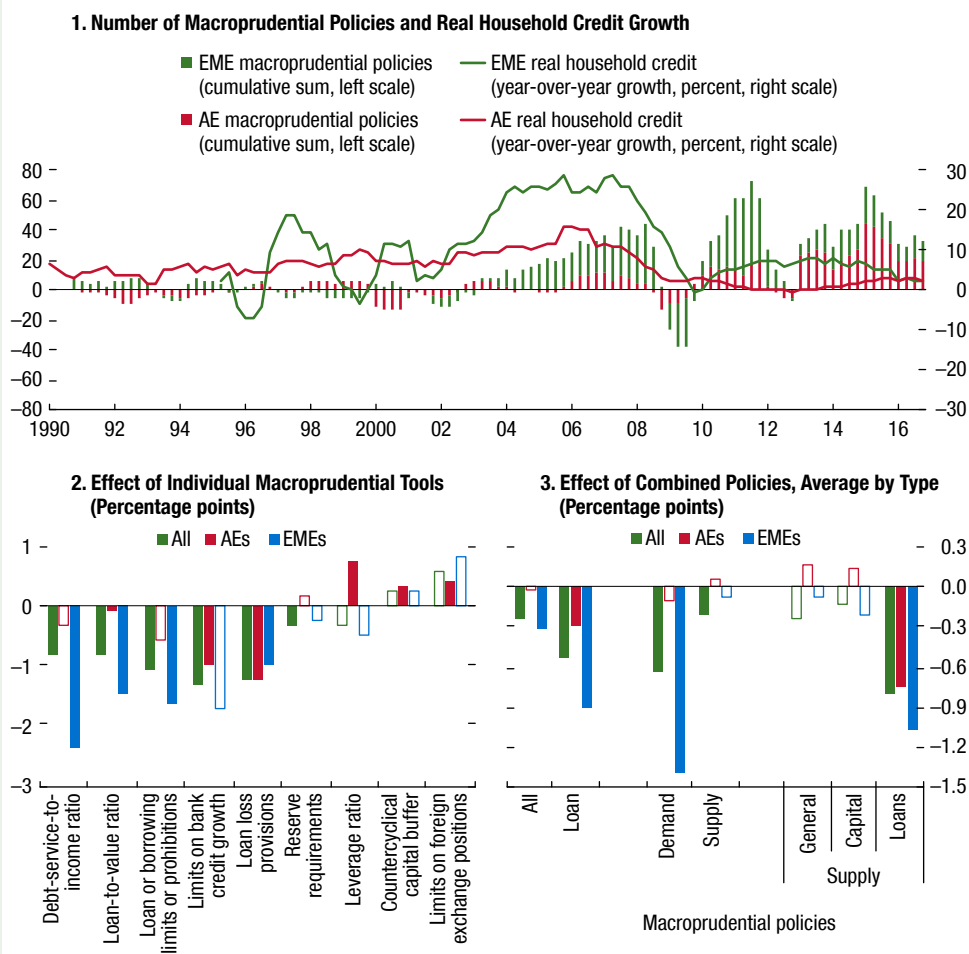 1. Number of Macroprudential Policies and Real Household Credit Growth
EME macroprudential policies
(cumulative sum, left scale)
EME real household credit
(year-over-year growth, percent, right scale)
AE macroprudential policies
(cumulative sum, left scale)
AE real household credit
(year-over-year growth, percent, right scale)
80
60
40
20
0
−20
−40
−60
−80
30
20
10
0
−10
−20
−30
1990 92 94 96 98 2000 02 04 06 08 10 12 14 16
2. Effect of Individual Macroprudential Tools
(Percentage points)
All AEs EMEs
1
0
−1
−2
−3
Debt-service-to-
income ratio
Loan-to-value ratio
Loan or borrowing
limits or prohibitions
Limits on bank
credit growth
Loan loss
provisions
Reserve
requirements
Leverage ratio
Countercyclical
capital buffer
Limits on foreign
exchange positions
3. Effect of Combined Policies, Average by Type
(Percentage points)
All AEs EMEs
0.3
0.0
−0.3
−0.6
−0.9
−1.2
−1.5
All
Loan
Demand
Supply
General
Capital
Loans
Supply
Macroprudential policies